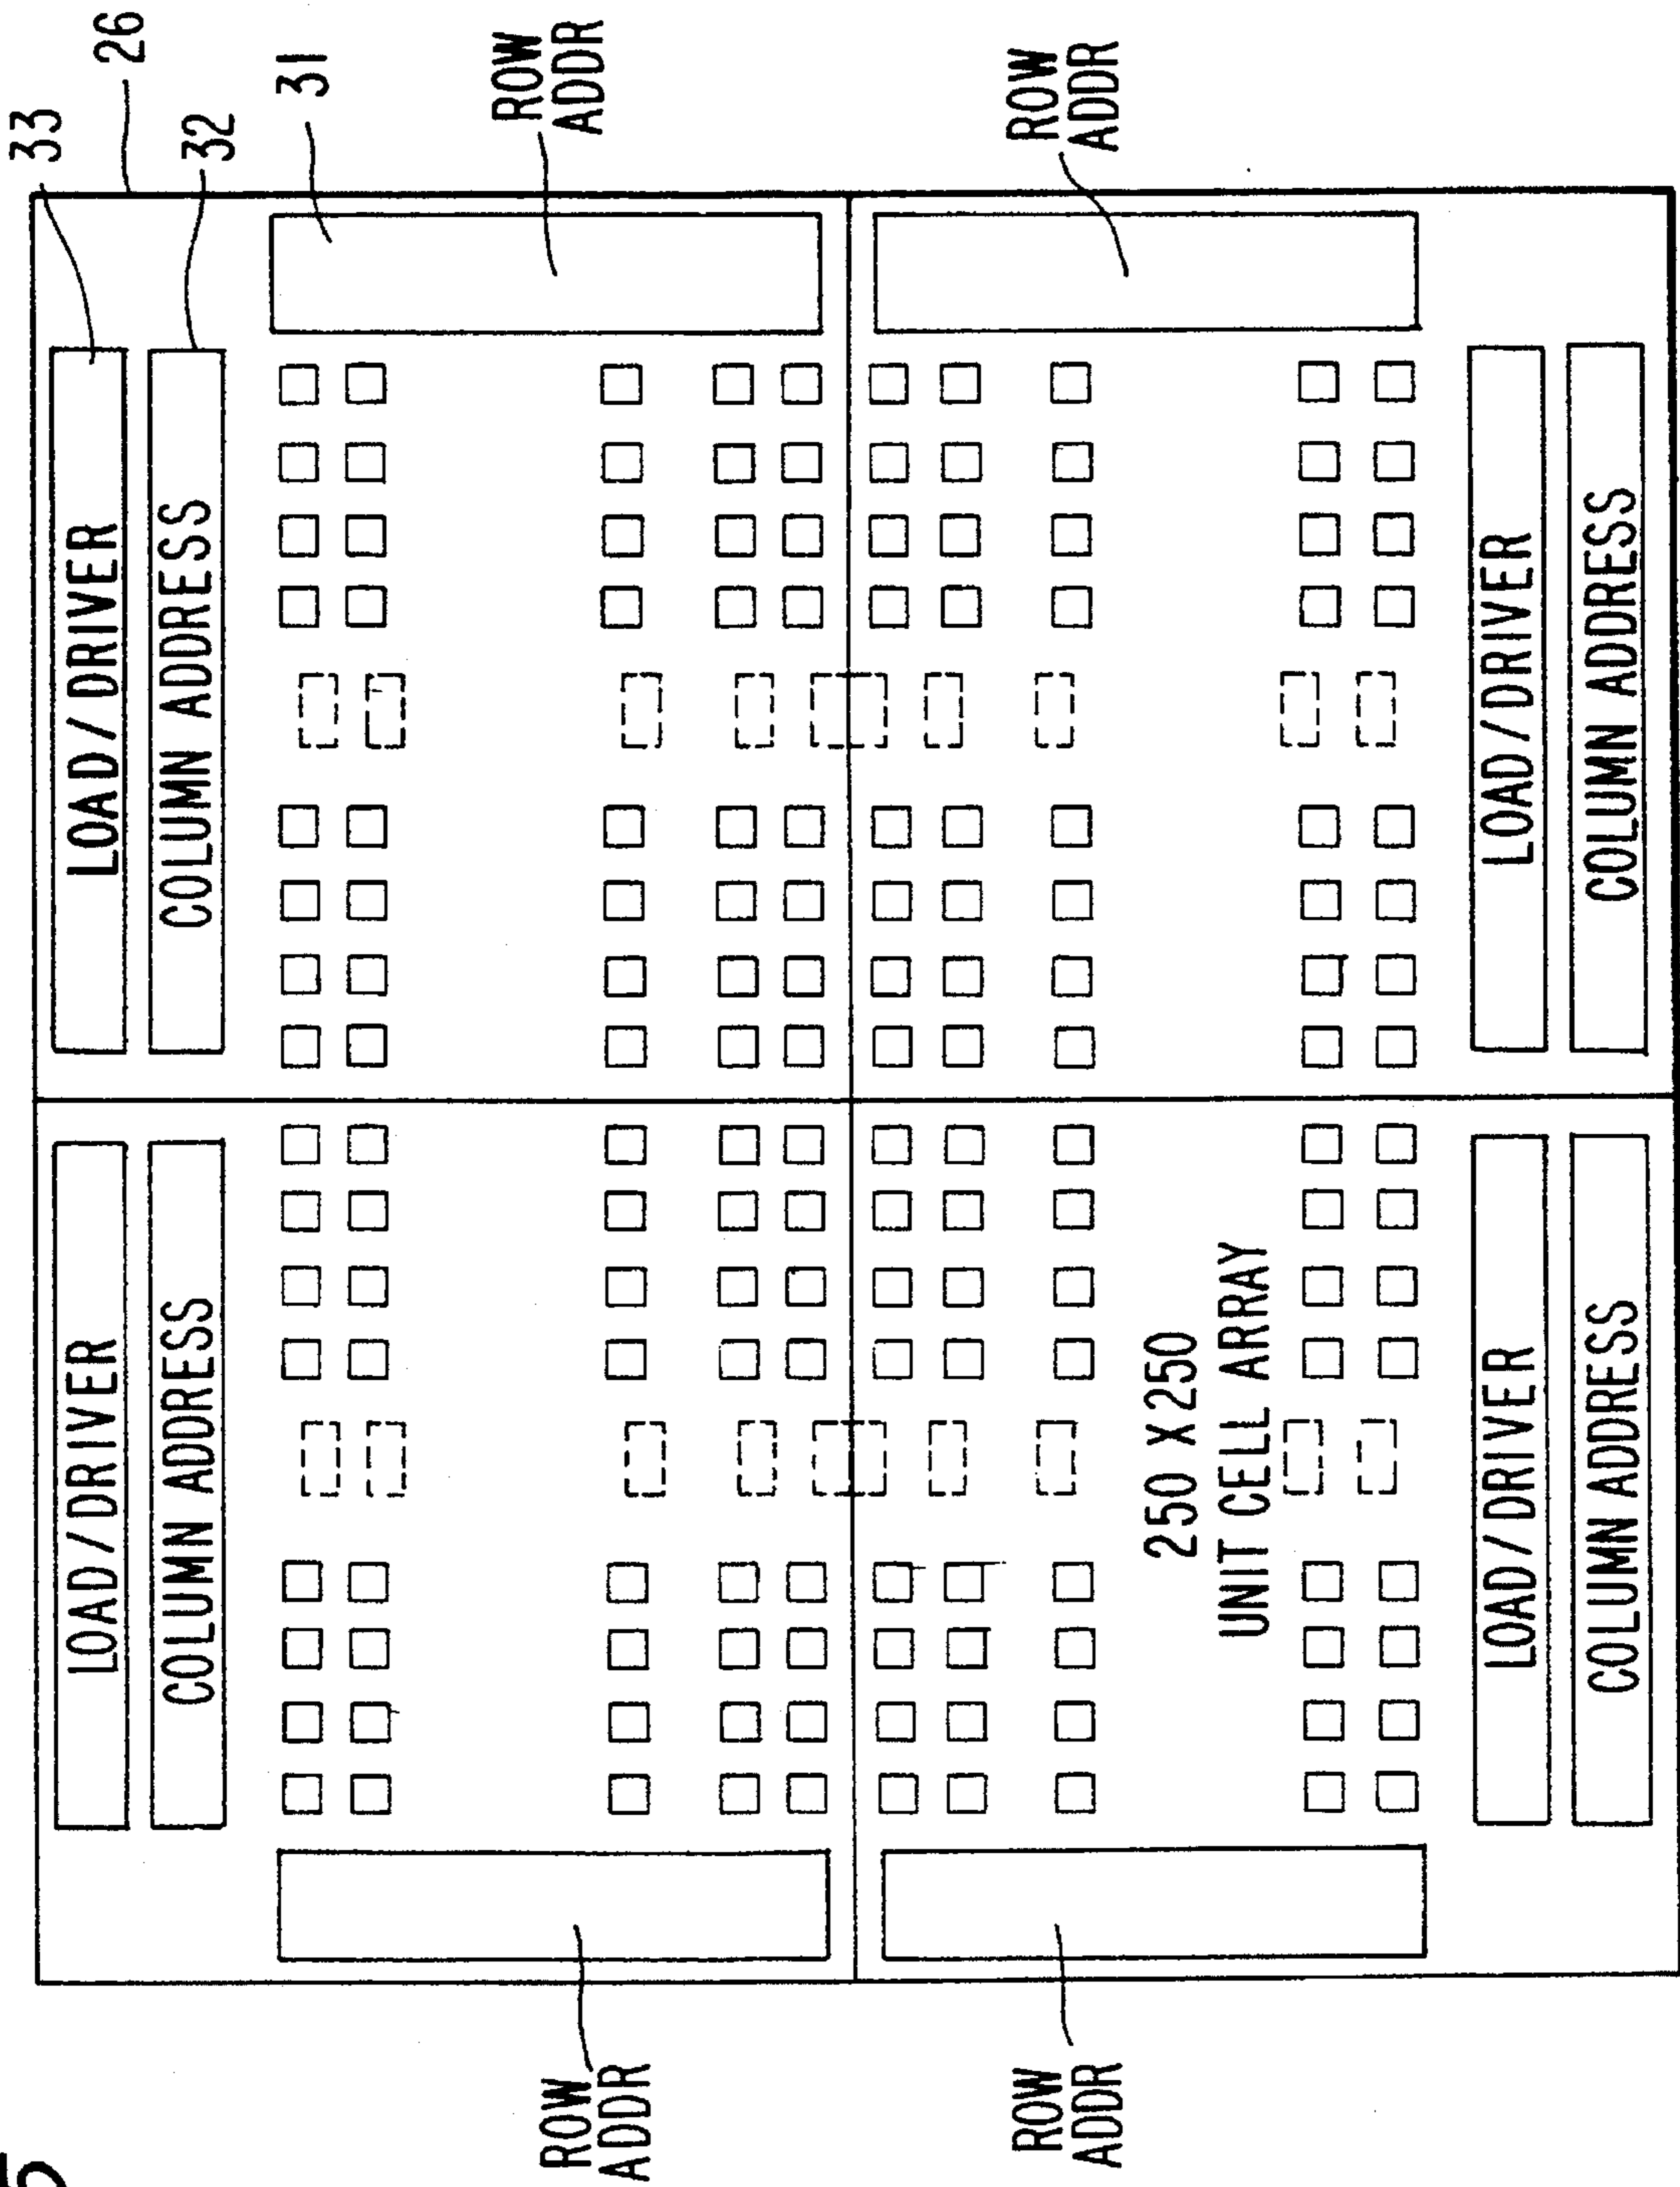 5
33
LOAD/DRIVER
LOAD/DRIVER
26
COLUMN ADDRESS
COLUMN ADDRESS
32
31
ROW
ADDR
ROW
ADDR
ROW
ADDR
ROW
ADDR
250 X 250
UNIT CELL ARRAY
LOAD/DRIVER
LOAD/DRIVER
COLUMN ADDRESS
COLUMN ADDRESS